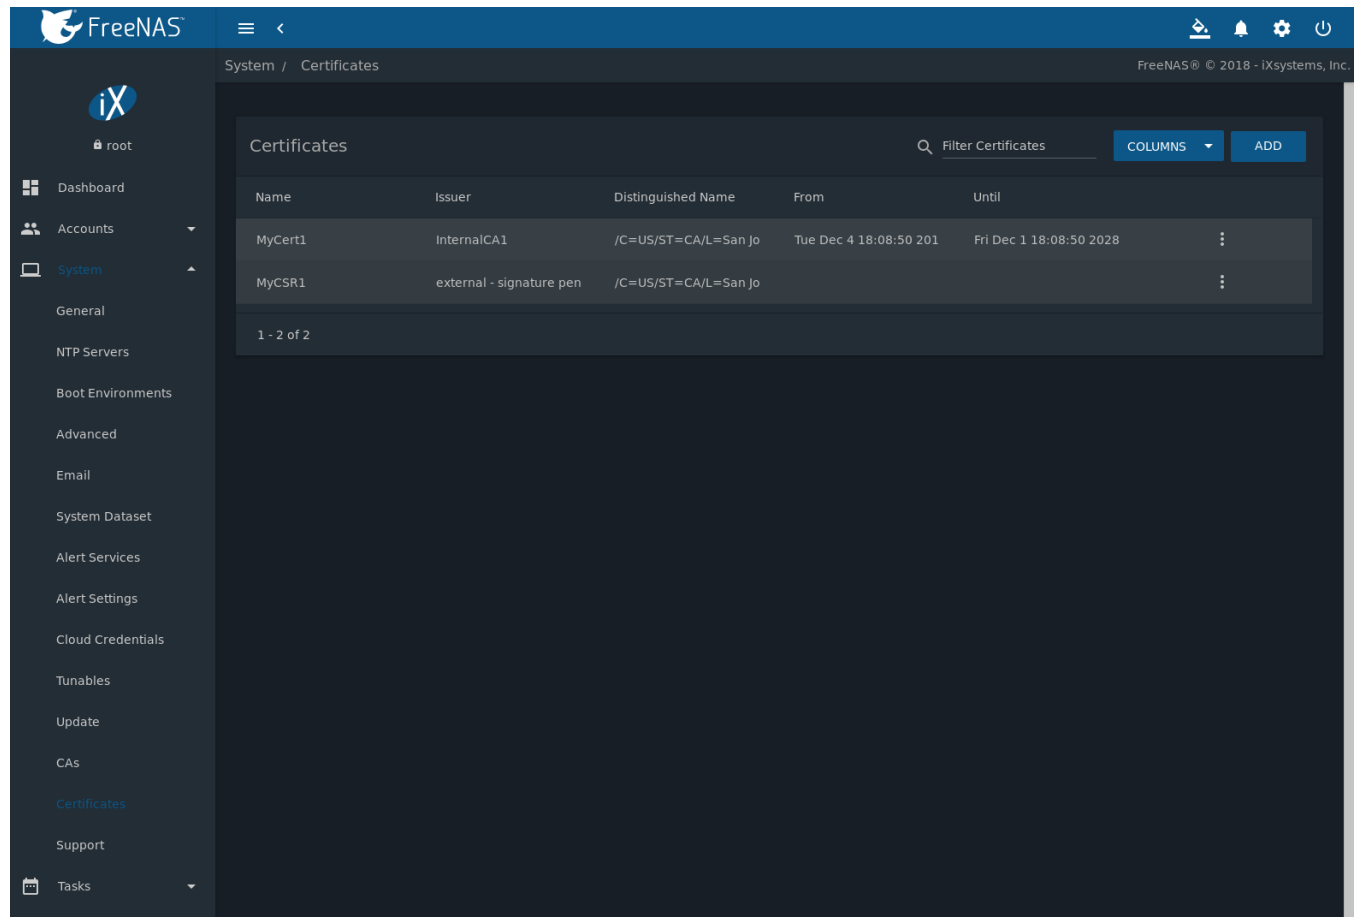 FreeNAS™
System / Certificates
FreeNAS® © 2018 - iXsystems, Inc.
iX
root
Dashboard
Accounts
System
General
NTP Servers
Boot Environments
Advanced
Email
System Dataset
Alert Services
Alert Settings
Cloud Credentials
Tunables
Update
CAs
Certificates
Support
Tasks
Certificates
Filter Certificates
COLUMNS
ADD
Name Issuer Distinguished Name From Until
MyCert1 InternalCA1 /C=US/ST=CA/L=San Jo Tue Dec 4 18:08:50 201 Fri Dec 1 18:08:50 2028
MyCSR1 external - signature pen /C=US/ST=CA/L=San Jo
1 - 2 of 2